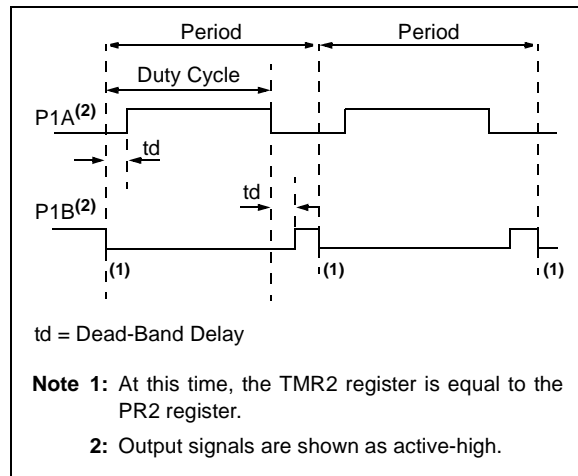 Period Period
Duty Cycle
P1A(2)
td
td
P1B(2)
(1) (1) (1)
td = Dead-Band Delay
Note 1: At this time, the TMR2 register is equal to the
PR2 register.
2: Output signals are shown as active-high.